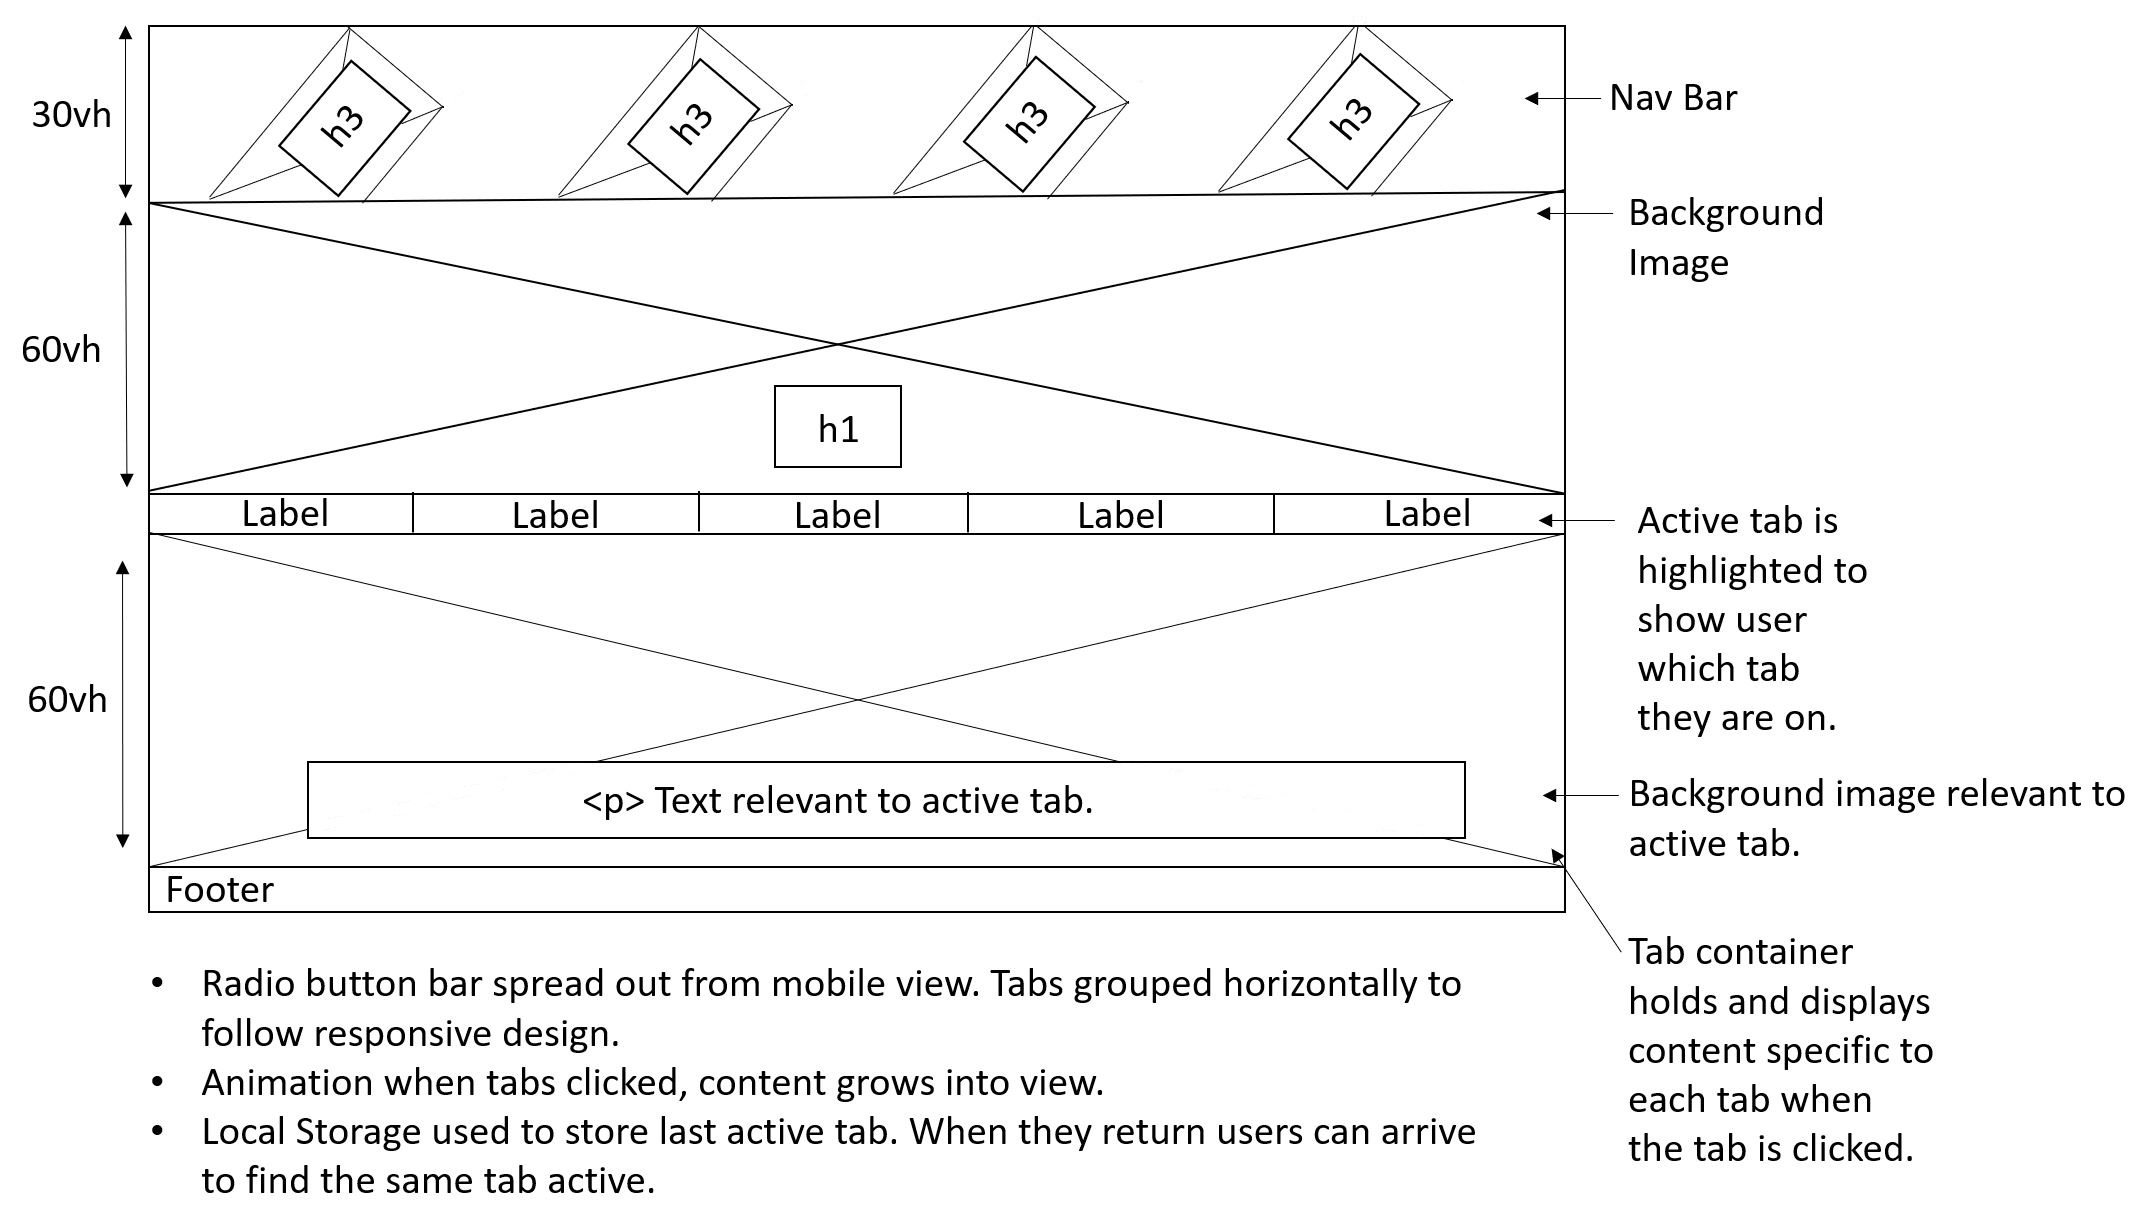 30vh
h3
h3
h3
h3
Nav Bar
Background
Image
60vh
h1
Label
Label
Label
Label
Label
Active tab is
highlighted to
show user
which tab
they are on.
60vh
<p> Text relevant to active tab.
Background image relevant to
active tab.
Footer
Tab container
holds and displays
content specific to
each tab when
the tab is clicked.
• Radio button bar spread out from mobile view. Tabs grouped horizontally to
follow responsive design.
• Animation when tabs clicked, content grows into view.
• Local Storage used to store last active tab. When they return users can arrive
to find the same tab active.